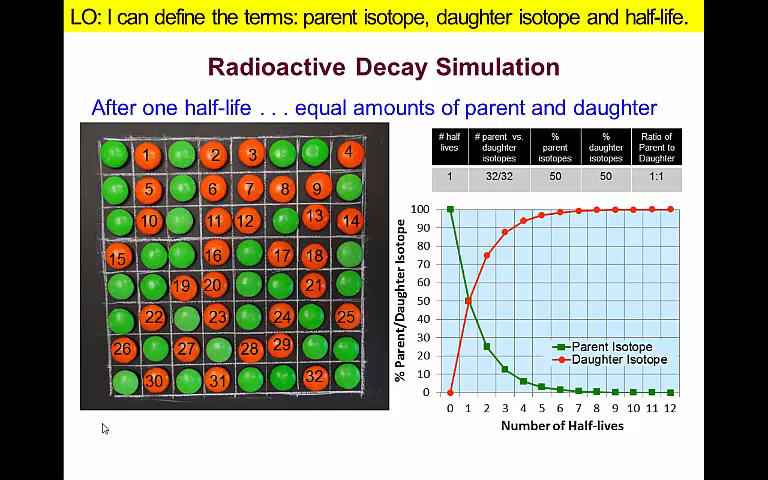 LO: I can define the terms: parent isotope, daughter isotope and half-life.
Radioactive Decay Simulation
After one half-life . . . equal amounts of parent and daughter
1 2 3 4
5 6 7 8 9
10 11 12 13 14
15 16 17 18
19 20 21
22 23 24 25
26 27 28 29
30 31 32
# half lives # parent vs. daughter isotopes % parent isotopes % daughter isotopes Ratio of Parent to Daughter
1 32/32 50 50 1:1
% Parent/Daughter Isotope
100
90
80
70
60
50
40
30
20
10
0
Parent Isotope
Daughter Isotope
0 1 2 3 4 5 6 7 8 9 10 11 12
Number of Half-lives